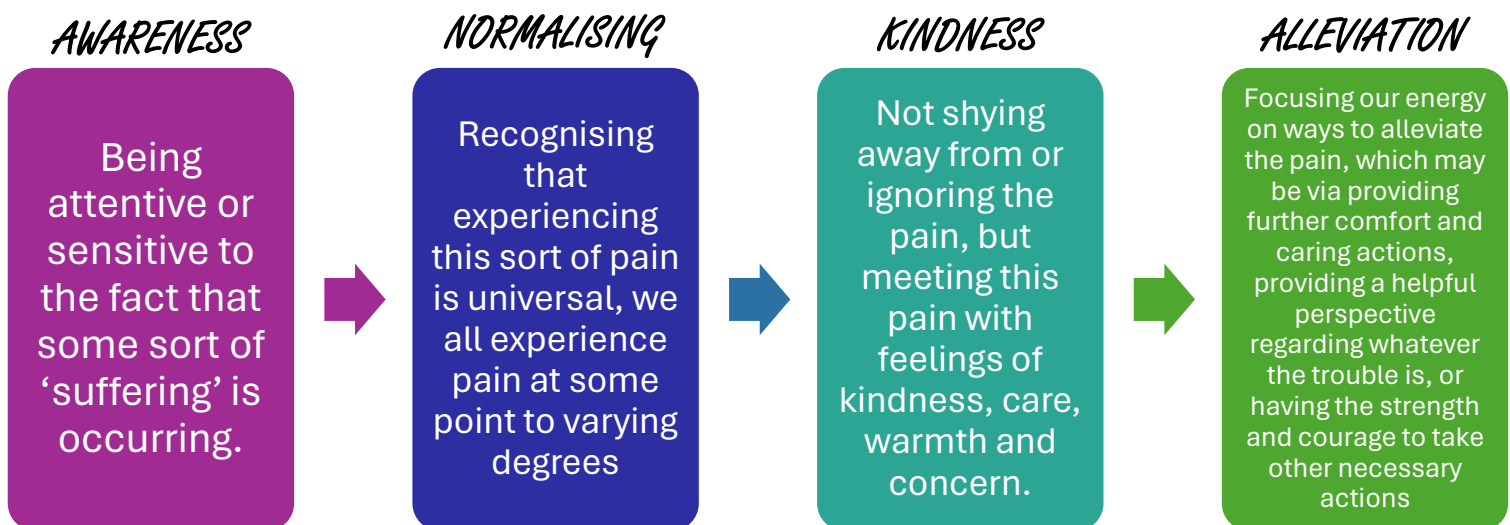 AWARENESS
Being
attentive or
sensitive to
the fact that
some sort of
‘suffering’ is
occurring.
NORMALISING
Recognising
that
experiencing
this sort of pain
is universal, we
all experience
pain at some
point to varying
degrees
KINDNESS
Not shying
away from or
ignoring the
pain, but
meeting this
pain with
feelings of
kindness, care,
warmth and
concern.
ALLEVIATION
Focusing our energy
on ways to alleviate
the pain, which may
be via providing
further comfort and
caring actions,
providing a helpful
perspective
regarding whatever
the trouble is, or
having the strength
and courage to take
other necessary
actions